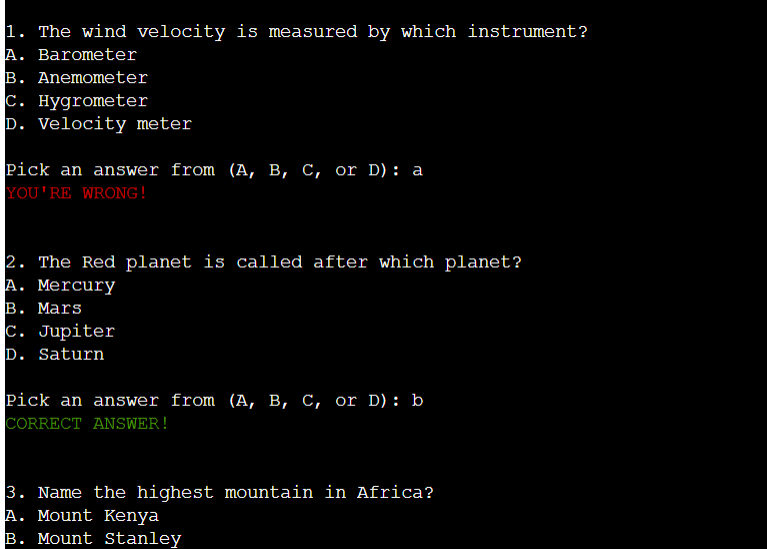 1. The wind velocity is measured by which instrument?
A. Barometer
B. Anemometer
C. Hygrometer
D. Velocity meter
Pick an answer from (A, B, C, or D): a
YOU'RE WRONG!
2. The Red planet is called after which planet?
A. Mercury
B. Mars
C. Jupiter
D. Saturn
Pick an answer from (A, B, C, or D): b
CORRECT ANSWER!
3. Name the highest mountain in Africa?
A. Mount Kenya
B. Mount Stanley